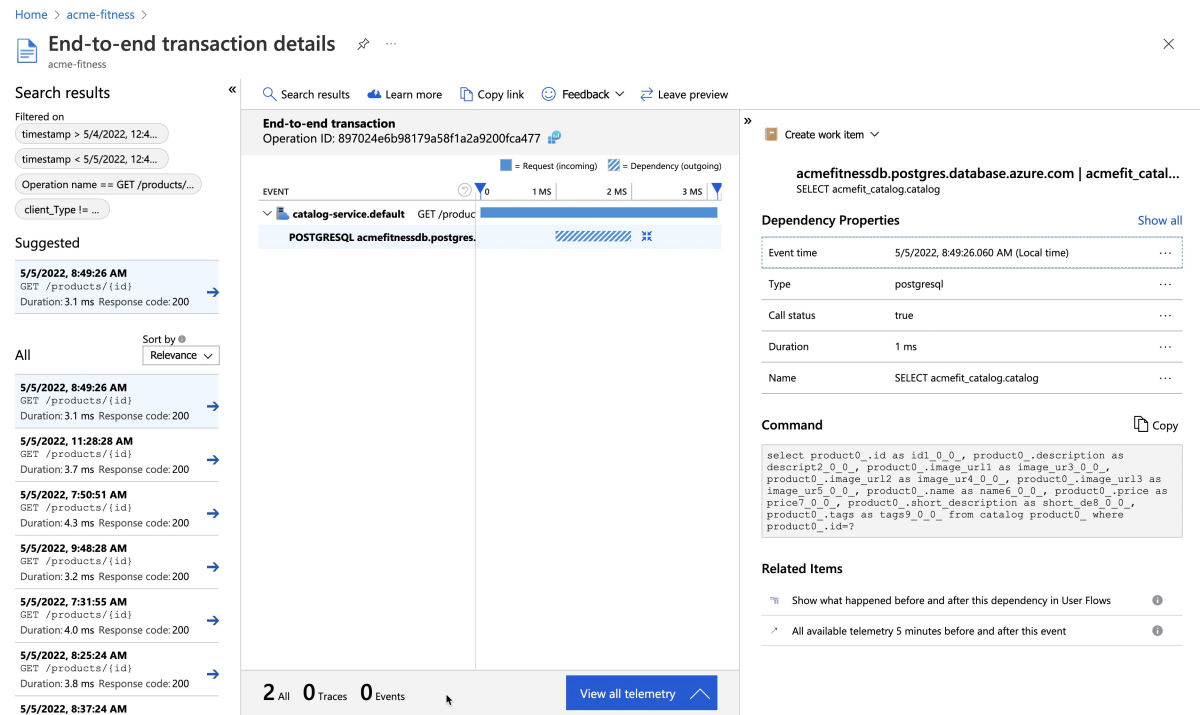 Home > acme-fitness >
End-to-end transaction details
...
acme-fitness
Search results
«
Filtered on
timestamp > 5/4/2022, 12:4...
timestamp < 5/5/2022, 12:4...
Operation name == GET /products/...
client_Type != ...
Suggested
5/5/2022, 8:49:26 AM
GET /products/{id}
Duration: 3.1 ms Response code: 200
Sort by
All
Relevance
5/5/2022, 8:49:26 AM
GET /products/{id}
Duration: 3.1 ms Response code: 200
5/5/2022, 11:28:28 AM
GET /products/{id}
Duration: 3.7 ms Response code: 200
5/5/2022, 7:50:51 AM
GET /products/{id}
Duration: 4.3 ms Response code: 200
5/5/2022, 9:48:28 AM
GET /products/{id}
Duration: 3.2 ms Response code: 200
5/5/2022, 7:31:55 AM
GET /products/{id}
Duration: 4.0 ms Response code: 200
5/5/2022, 8:25:24 AM
GET /products/{id}
Duration: 3.8 ms Response code: 200
5/5/2022, 8:37:24 AM
Search results Learn more Copy link Feedback Leave preview
End-to-end transaction
Operation ID: 897024e6b98179a58f1a2a9200fca477
= Request (incoming) = Dependency (outgoing)
EVENT 0 1 MS 2 MS 3 MS
catalog-service.default GET /produc
POSTGRESQL acmefitnessdb.postgres.
2 All 0 Traces 0 Events
View all telemetry
»
Create work item
acmefitnessdb.postgres.database.azure.com | acmefit_catal...
SELECT acmefit_catalog.catalog
Dependency Properties Show all
Event time 5/5/2022, 8:49:26.060 AM (Local time) ...
Type postgresql ...
Call status true ...
Duration 1 ms ...
Name SELECT acmefit_catalog.catalog ...
Command Copy
select product0_.id as id1_0_0_, product0_.description as
descript2_0_0_, product0_.image_url1 as image_ur3_0_0_,
product0_.image_url2 as image_ur4_0_0_, product0_.image_url3 as
image_ur5_0_0_, product0_.name as name6_0_0_, product0_.price as
price7_0_0_, product0_.short_description as short_de8_0_0_,
product0_.tags as tags9_0_0_ from catalog product0_ where
product0_.id=?
Related Items
Show what happened before and after this dependency in User Flows
All available telemetry 5 minutes before and after this event